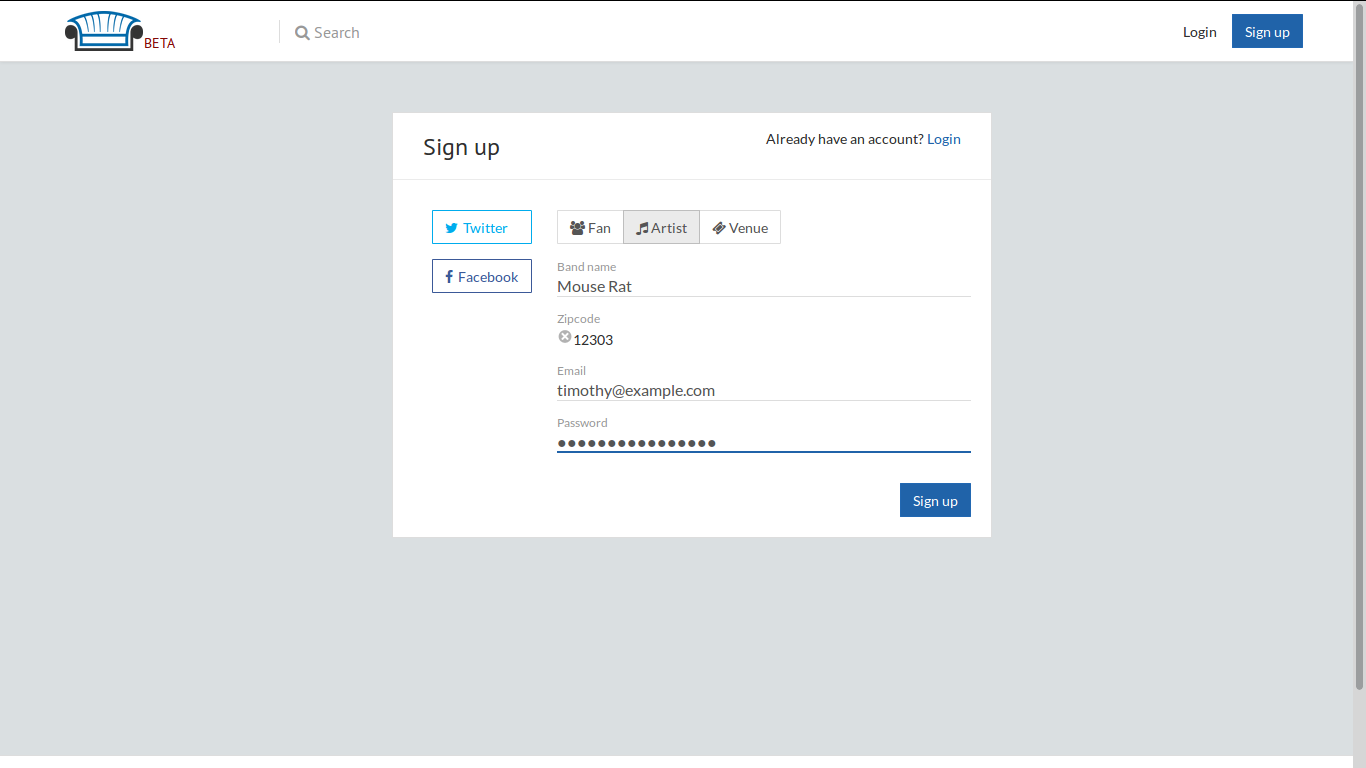 BETA
Search
Login
Sign up
Sign up
Already have an account? Login
Twitter
Facebook
Fan
Artist
Venue
Band name
Mouse Rat
Zipcode
12303
Email
timothy@example.com
Password
●●●●●●●●●●●●●●●●
Sign up